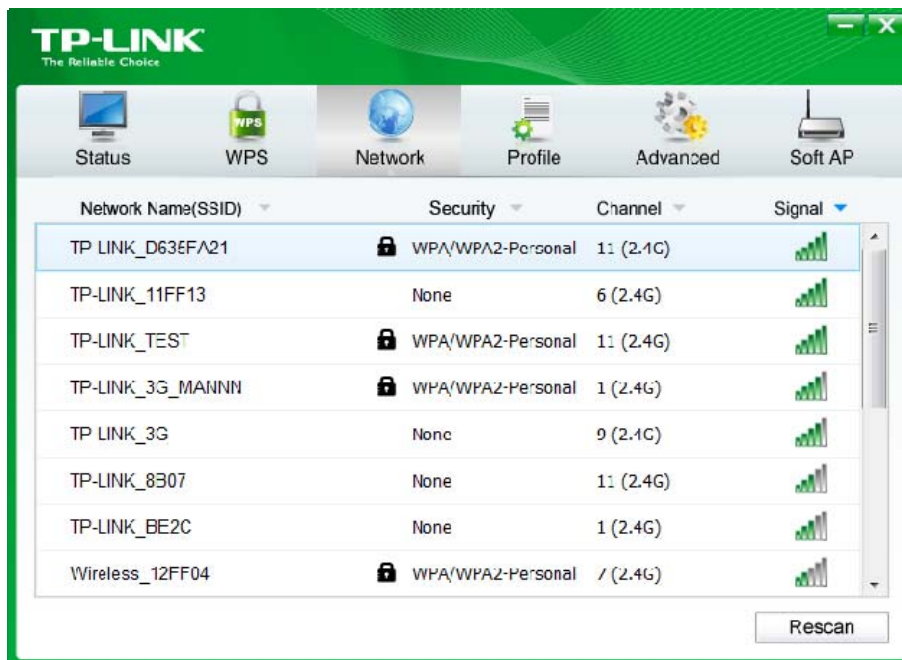 TP-LINK
The Reliable Choice
WPS
Status WPS Network Profile Advanced Soft AP
Network Name(SSID) Security Channel Signal
TP-LINK_D635FA21 WPA/WPA2-Personal 11 (2.4G)
TP-LINK_11FF13 None 6 (2.4G)
TP-LINK_TEST WPA/WPA2-Personal 11 (2.4G)
TP-LINK_3G_MANNN WPA/WPA2-Personal 1 (2.4G)
TP-LINK_3G None 9 (2.4G)
TP-LINK_8B07 None 11 (2.4G)
TP-LINK_BE2C None 1 (2.4G)
Wireless_12FF04 WPA/WPA2-Personal 7 (2.4G)
Rescan